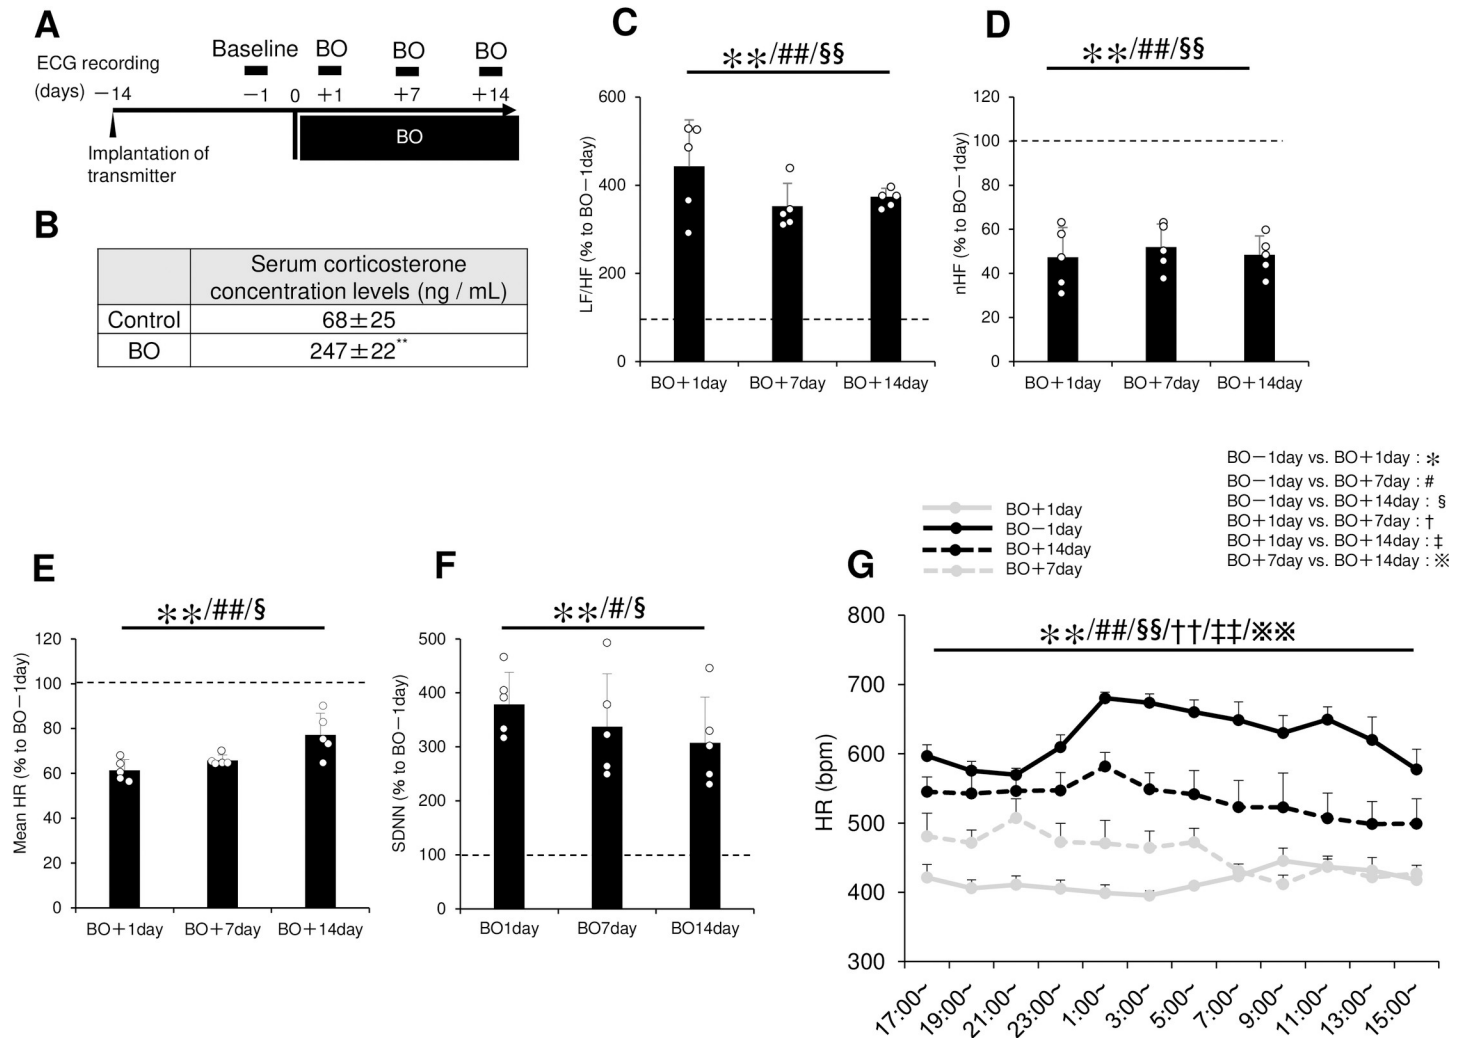 A
ECG recording
Baseline BO BO BO
(days) −14 −1 0 +1 +7 +14
BO
Implantation of
transmitter
B
Serum corticosterone
concentration levels (ng / mL)
Control 68±25
BO 247±22**
C
**/##/§§
LF/HF (% to BO−1day)
600
400
200
0
BO+1day BO+7day BO+14day
D
**/##/§§
nHF (% to BO−1day)
120
100
80
60
40
20
0
BO+1day BO+7day BO+14day
E
**/##/§
Mean HR (% to BO−1day)
120
100
80
60
40
20
0
BO+1day BO+7day BO+14day
F
**/#/§
SDNN (% to BO−1day)
500
400
300
200
100
0
BO1day BO7day BO14day
BO−1day vs. BO+1day : *
BO−1day vs. BO+7day : #
BO−1day vs. BO+14day : §
BO+1day vs. BO+7day : †
BO+1day vs. BO+14day : ‡
BO+7day vs. BO+14day : ※
BO+1day
BO−1day
BO+14day
BO+7day
G
**/##/§§/††/‡‡/※※
HR (bpm)
800
700
600
500
400
300
17:00~ 19:00~ 21:00~ 23:00~ 1:00~ 3:00~ 5:00~ 7:00~ 9:00~ 11:00~ 13:00~ 15:00~